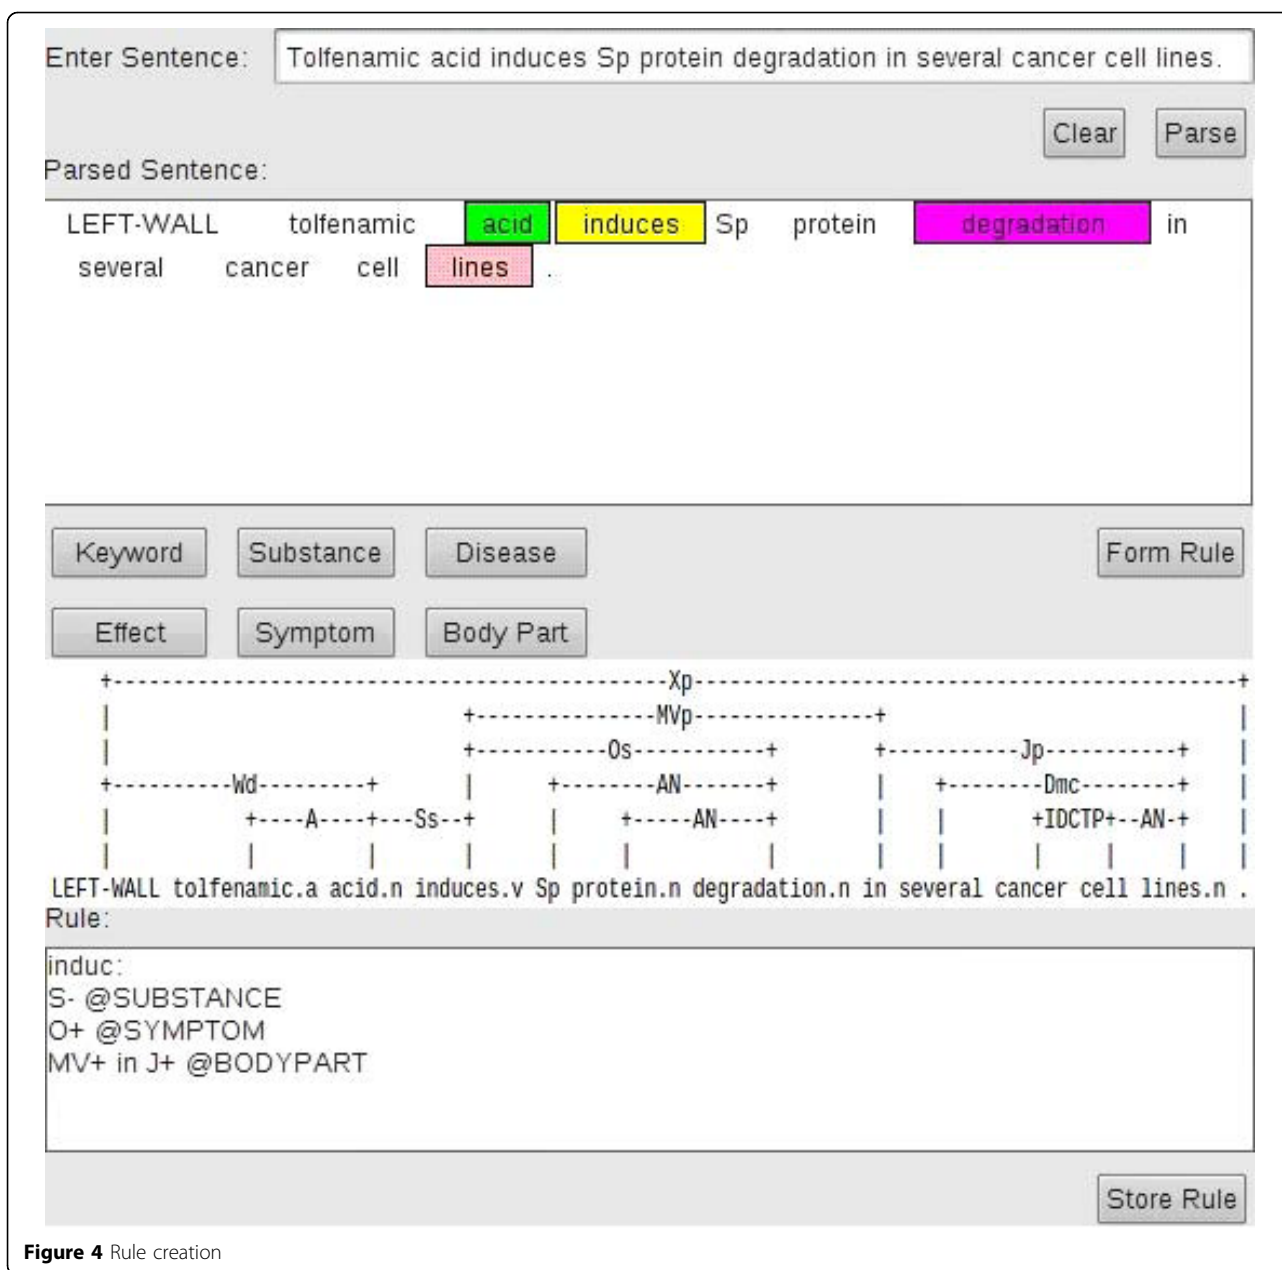 Enter Sentence: Tolfenamic acid induces Sp protein degradation in several cancer cell lines.
Clear Parse
Parsed Sentence:
LEFT-WALL tolfenamic acid induces Sp protein degradation in
several cancer cell lines .
Keyword Substance Disease Form Rule
Effect Symptom Body Part
+---------------------------------------------Xp---------------------------------------------+
| +---------------MVp---------------+ |
| +-----------Os-----------+ +-----------Jp-----------+ |
+----------Wd---------+ | +--------AN-------+ | +--------Dmc--------+ |
| +----A----+---Ss--+ | +-----AN----+ | | +IDCTP+--AN-+ |
| | | | | | | | | | | | |
LEFT-WALL tolfenamic.a acid.n induces.v Sp protein.n degradation.n in several cancer cell lines.n .
Rule:
induc:
S- @SUBSTANCE
O+ @SYMPTOM
MV+ in J+ @BODYPART
Store Rule
Figure 4 Rule creation